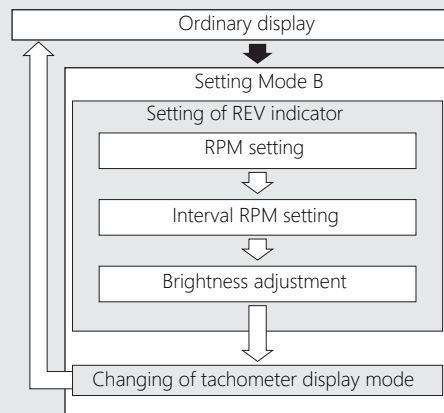 Ordinary display
Setting Mode B
Setting of REV indicator
RPM setting
Interval RPM setting
Brightness adjustment
Changing of tachometer display mode